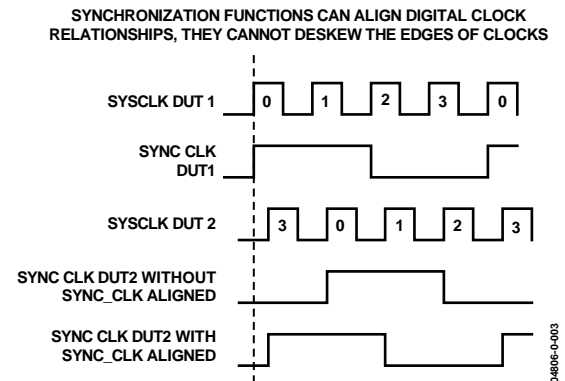 SYNCHRONIZATION FUNCTIONS CAN ALIGN DIGITAL CLOCK
RELATIONSHIPS, THEY CANNOT DESKEW THE EDGES OF CLOCKS
SYSCLK DUT 1
0 1 2 3 0
SYNC CLK
DUT1
SYSCLK DUT 2
3 0 1 2 3
SYNC CLK DUT2 WITHOUT
SYNC_CLK ALIGNED
SYNC CLK DUT2 WITH
SYNC_CLK ALIGNED
04806-0-003